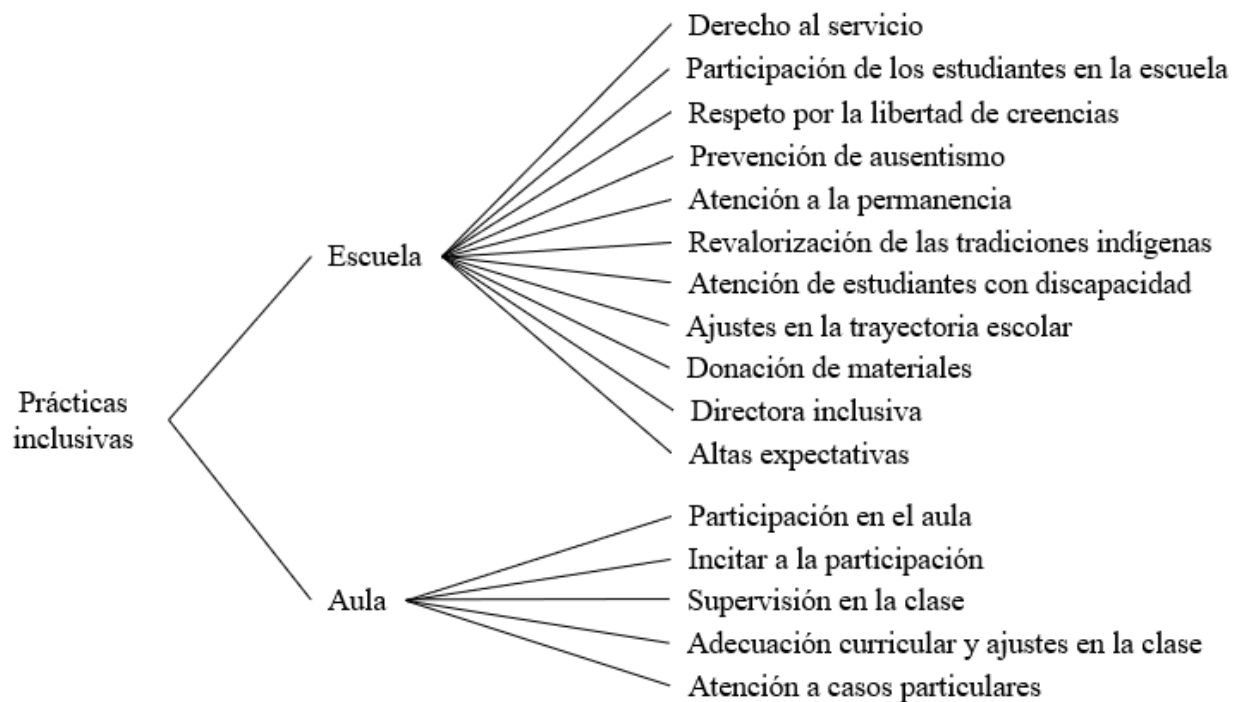 Derecho al servicio
Participación de los estudiantes en la escuela
Respeto por la libertad de creencias
Prevención de ausentismo
Atención a la permanencia
Escuela
Revalorización de las tradiciones indígenas
Atención de estudiantes con discapacidad
Ajustes en la trayectoria escolar
Donación de materiales
Prácticas
inclusivas
Directora inclusiva
Altas expectativas
Participación en el aula
Incitar a la participación
Aula
Supervisión en la clase
Adecuación curricular y ajustes en la clase
Atención a casos particulares